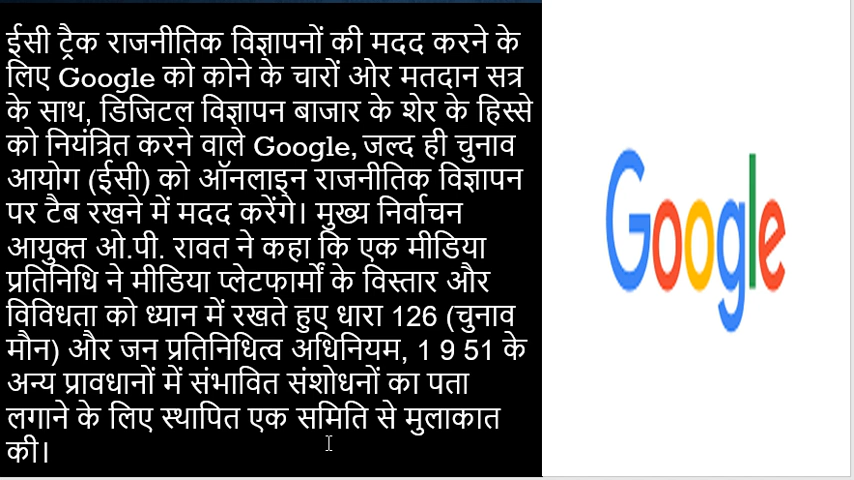 ईसी ट्रैक राजनीतिक विज्ञापनों की मदद करने के
लिए Google को कोने के चारों ओर मतदान सत्र
के साथ, डिजिटल विज्ञापन बाजार के शेर के हिस्से
को नियंत्रित करने वाले Google, जल्द ही चुनाव
आयोग (ईसी) को ऑनलाइन राजनीतिक विज्ञापन
पर टैब रखने में मदद करेंगे। मुख्य निर्वाचन
आयुक्त ओ.पी. रावत ने कहा कि एक मीडिया
प्रतिनिधि ने मीडिया प्लेटफार्मों के विस्तार और
विविधता को ध्यान में रखते हुए धारा 126 (चुनाव
मौन) और जन प्रतिनिधित्व अधिनियम, 1 9 51 के
अन्य प्रावधानों में संभावित संशोधनों का पता
लगाने के लिए स्थापित एक समिति से मुलाकात
की।
Google